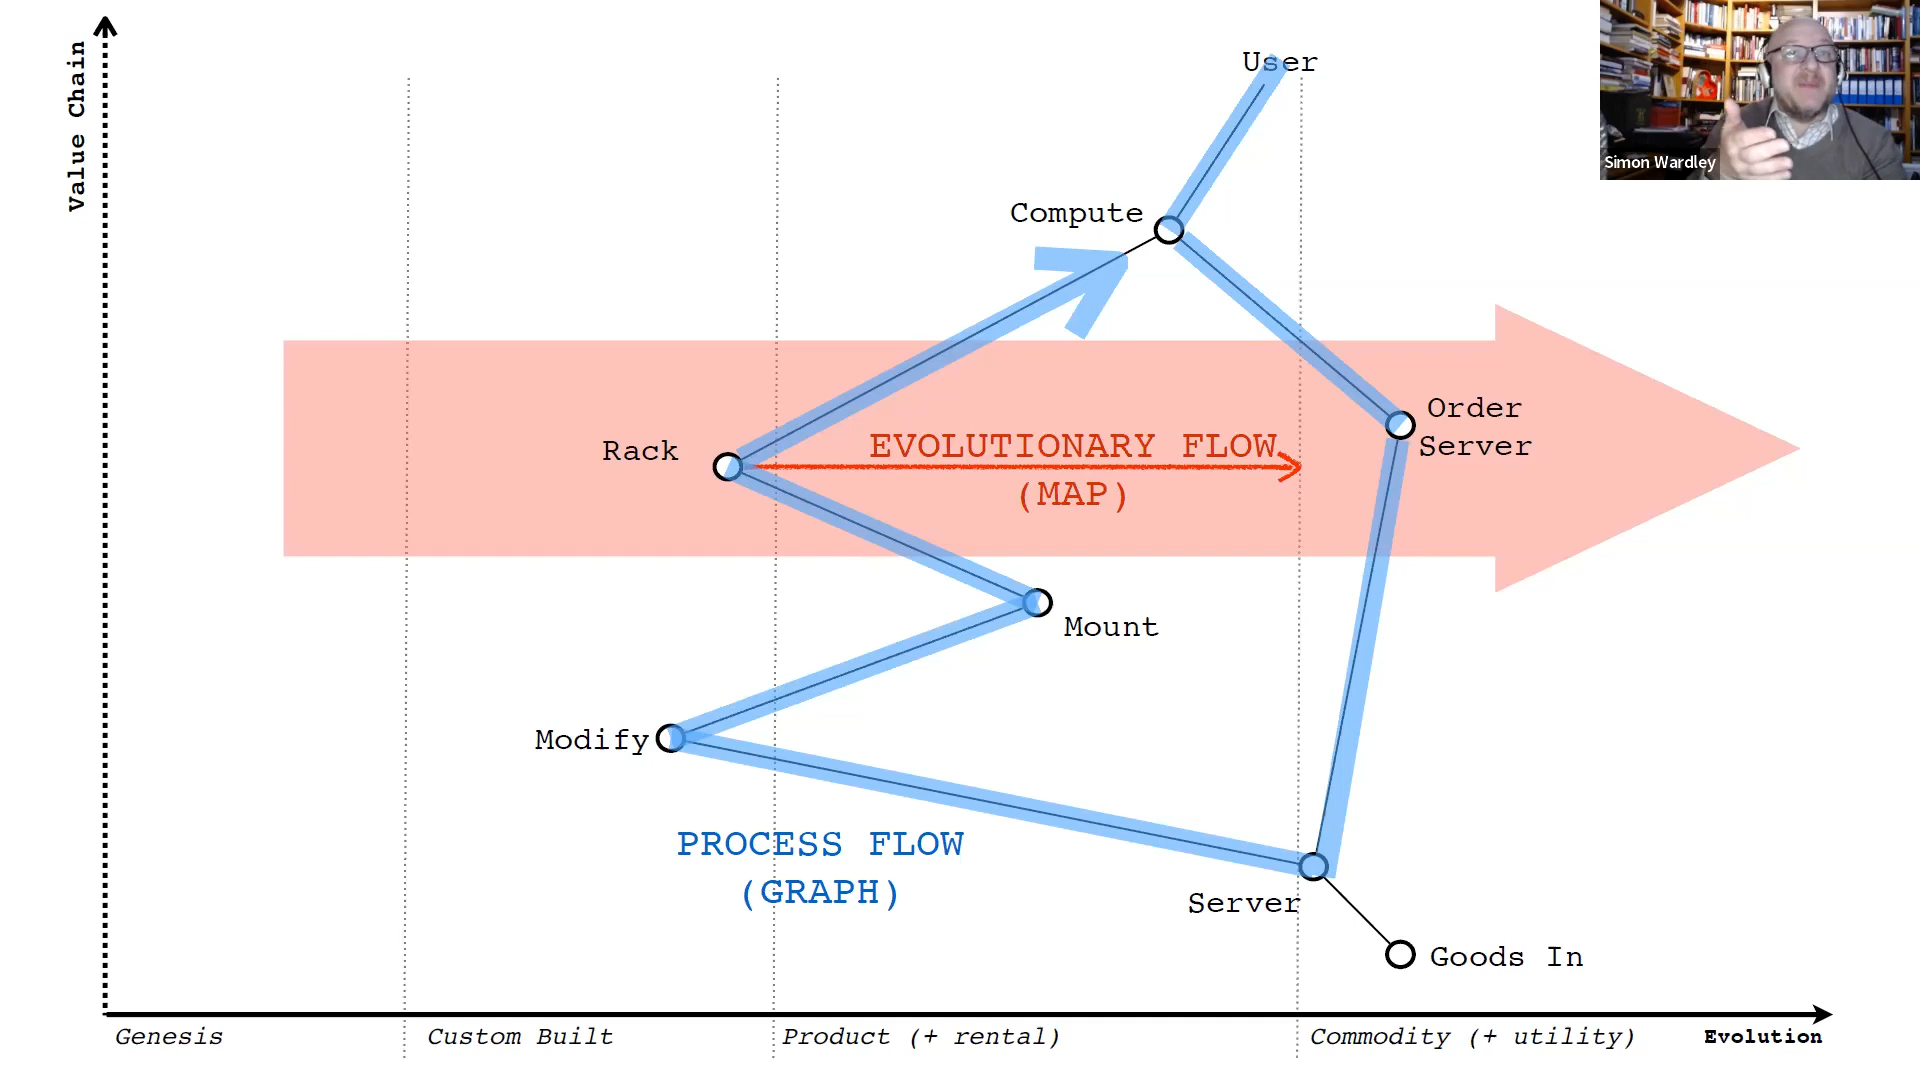 Value Chain
User
Simon Wardley
Compute
Order
Server
Rack
EVOLUTIONARY FLOW
(MAP)
Mount
Modify
PROCESS FLOW
(GRAPH)
Server
Goods In
Genesis
Custom Built
Product (+ rental)
Commodity (+ utility)
Evolution